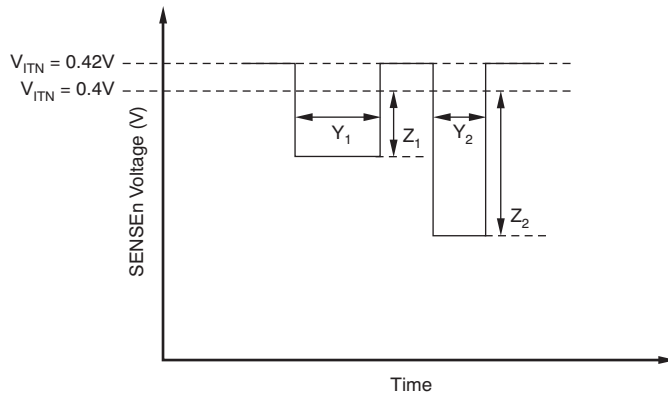 V_ITN = 0.42V
V_ITN = 0.4V
SENSEn Voltage (V)
Y_1
Z_1
Y_2
Z_2
Time